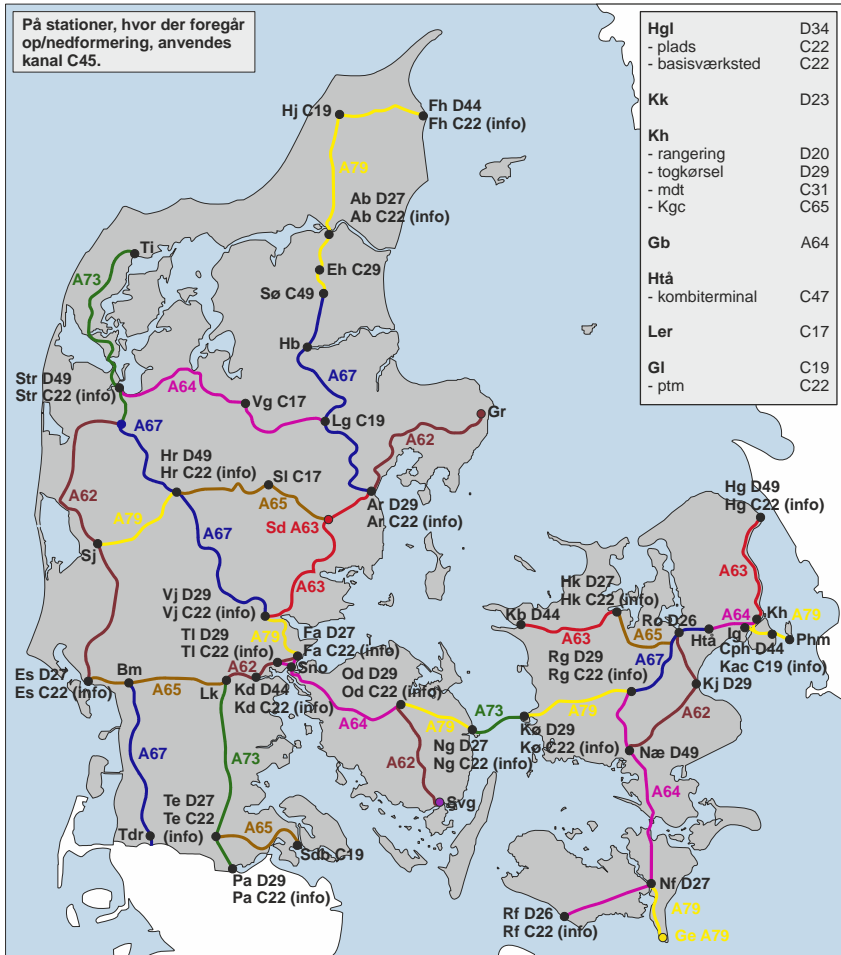 På stationer, hvor der foregår
op/nedformering, anvendes
kanal C45.
Hgl D34
- plads C22
- basisværksted C22
Kk D23
Kh
- rangering D20
- togkørsel D29
- mdt C31
- Kgc C65
Gb A64
Htå
- kombiterminal C47
Ler C17
Gl C19
- ptm C22
Hj C19
Fh D44
Fh C22 (info)
A79
Ab D27
Ab C22 (info)
Ti
A73
Eh C29
Sø C49
Hb
A67
Str D49
Str C22 (info)
A64
Vg C17
Lg C19
Gr
A62
A67
Hr D49
Hr C22 (info)
Sl C17
A65
A62
A79
Sd A63
Ar D29
Ar C22 (info)
Hg D49
Hg C22 (info)
Sj
A67
A63
A63
Vj D29
Vj C22 (info)
A79
Tl D29
Tl C22 (info)
Fa D27
Fa C22 (info)
Sno
Hk D27
Hk C22 (info)
Kb D44
A63
A65
Rø D26
A64
Kh
A79
Htå
Ig
Phm
Cph D44
Kac C19 (info)
Rg D29
Rg C22 (info)
A67
Kj D29
Es D27
Es C22 (info)
Bm
A65
Lk
A62
Kd D44
Kd C22 (info)
Od D29
Od C22 (info)
A64
A79
A73
A79
A62
Ng D27
Ng C22 (info)
Kø D29
Kø C22 (info)
Næ D49
A67
A73
A62
A64
Svg
Te D27
Te C22
(info)
Tdr
A65
Sdb C19
Pa D29
Pa C22 (info)
Nf D27
A79
Rf D26
Rf C22 (info)
Ge A79